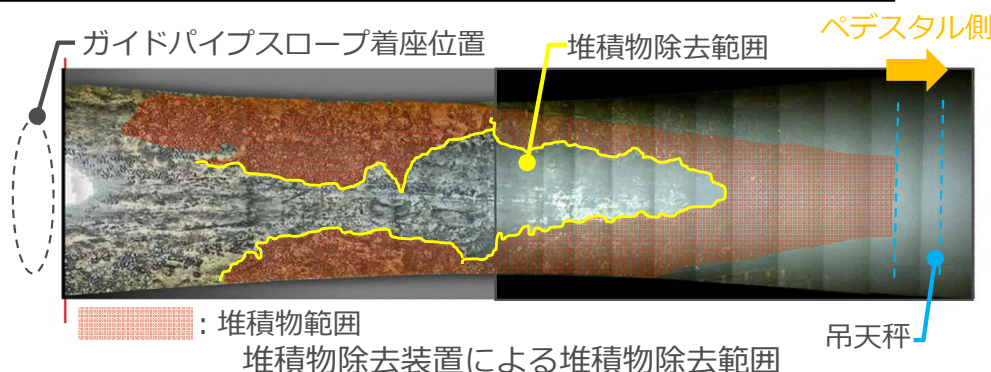 ガイドパイプスロープ着座位置
堆積物除去範囲
ペデスタル側
：堆積物範囲
吊天秤
堆積物除去装置による堆積物除去範囲